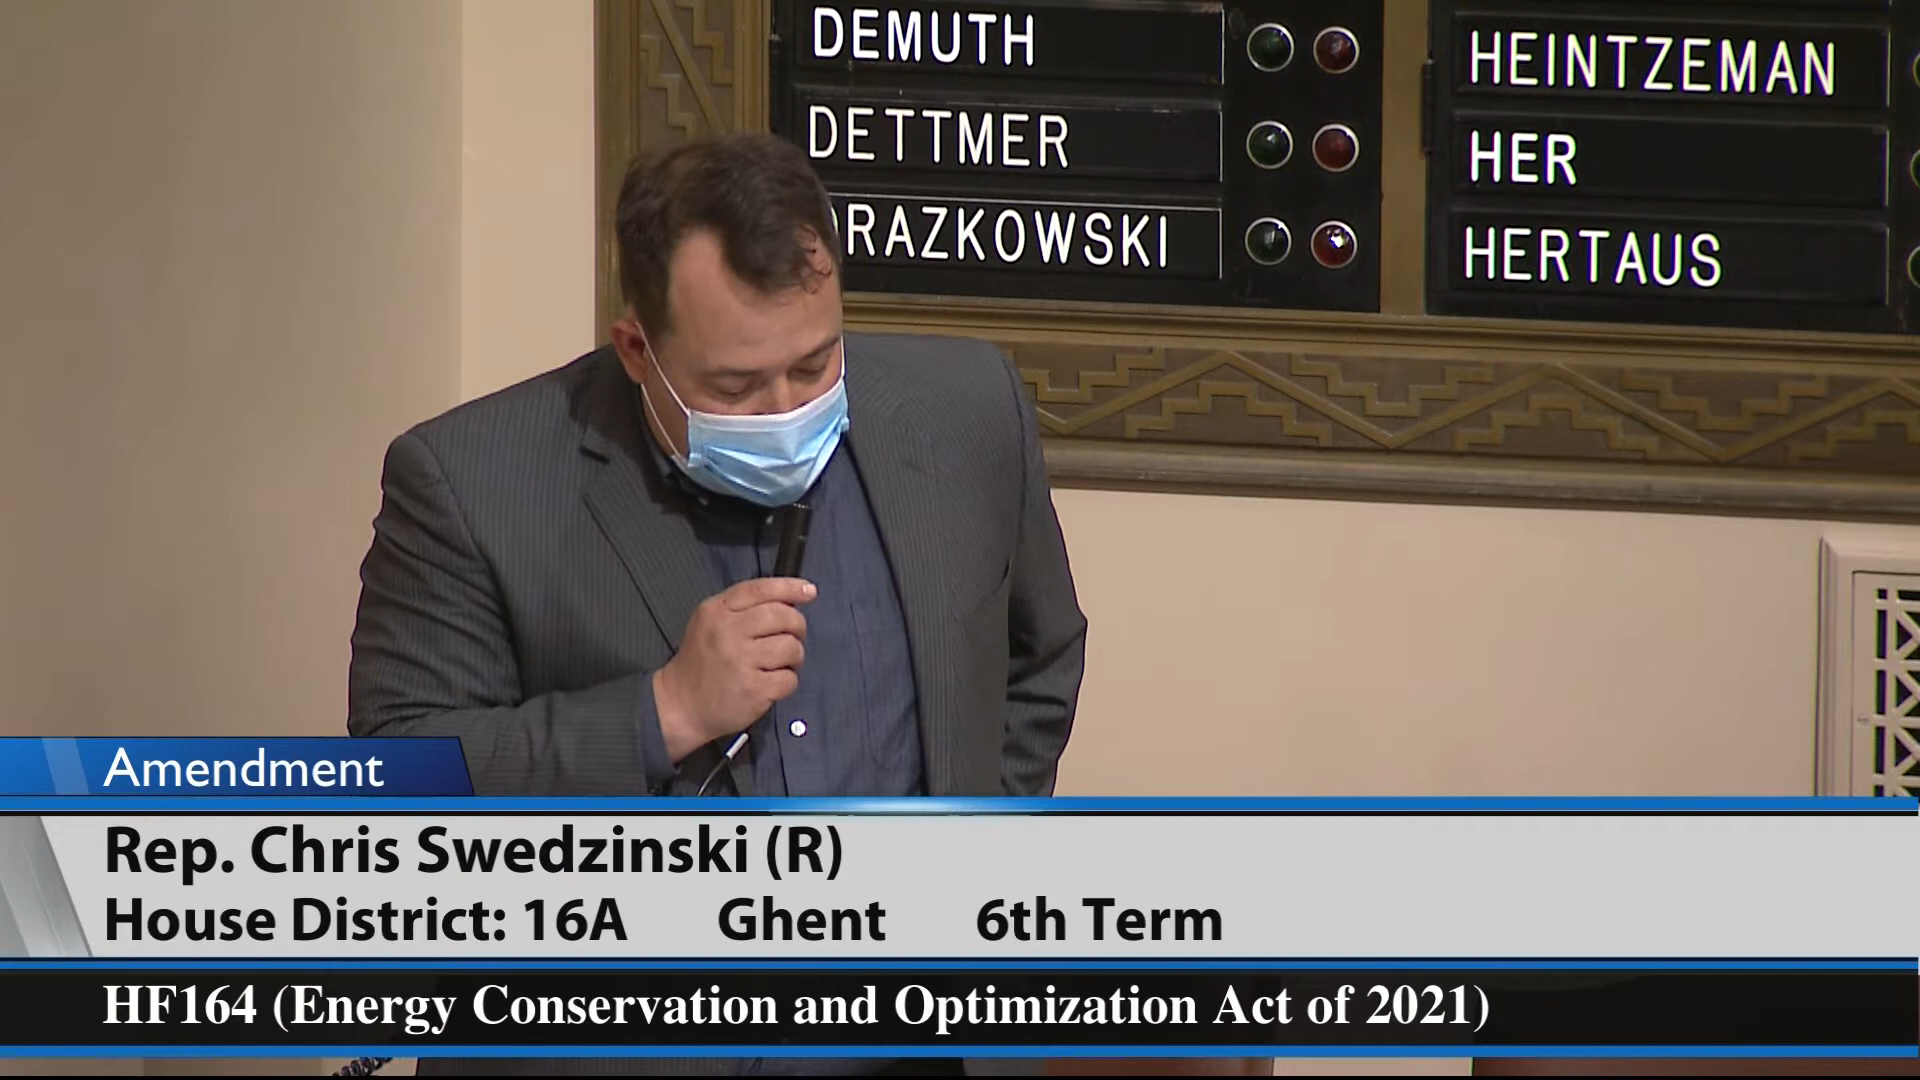 DEMUTH
DETTMER
DRAZKOWSKI
HEINTZEMAN
HER
HERTAUS
Amendment
Rep. Chris Swedzinski (R)
House District: 16A Ghent 6th Term
HF164 (Energy Conservation and Optimization Act of 2021)